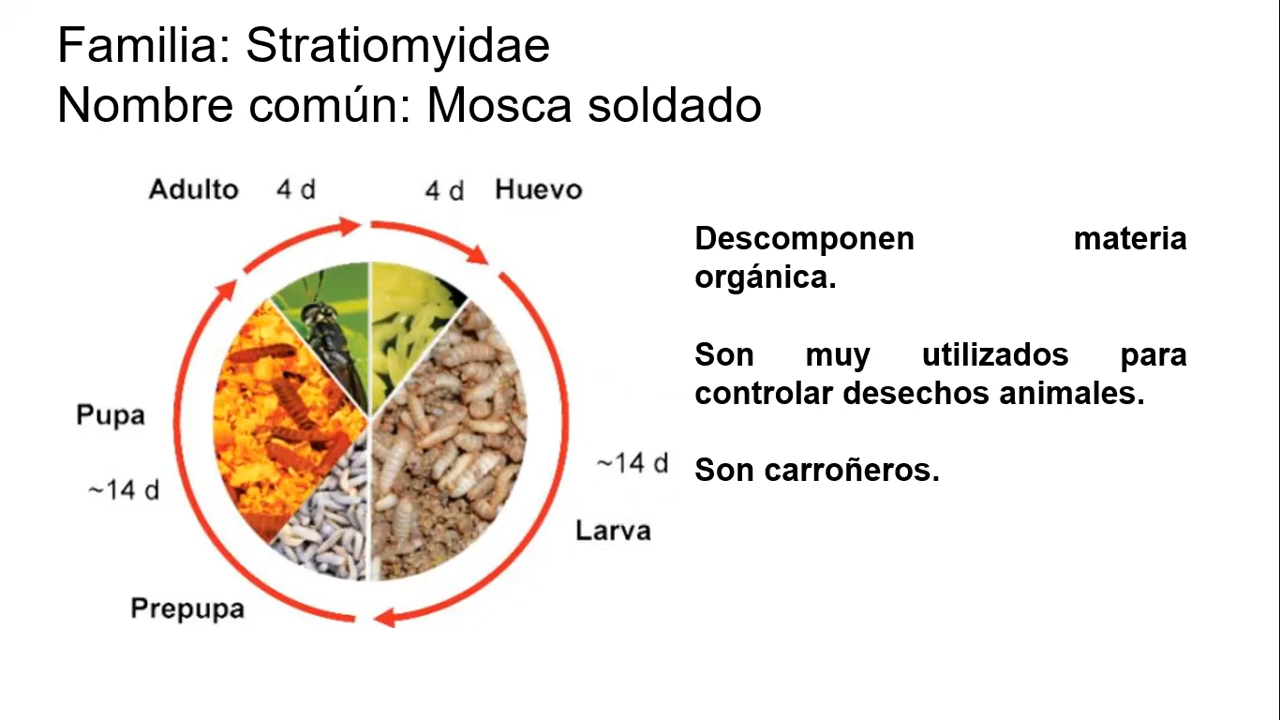 Familia: Stratiomyidae
Nombre común: Mosca soldado
Adulto 4 d
4 d Huevo
Descomponen materia
orgánica.
Son muy utilizados para
controlar desechos animales.
Pupa
~14 d
~14 d
Son carroñeros.
Larva
Prepupa